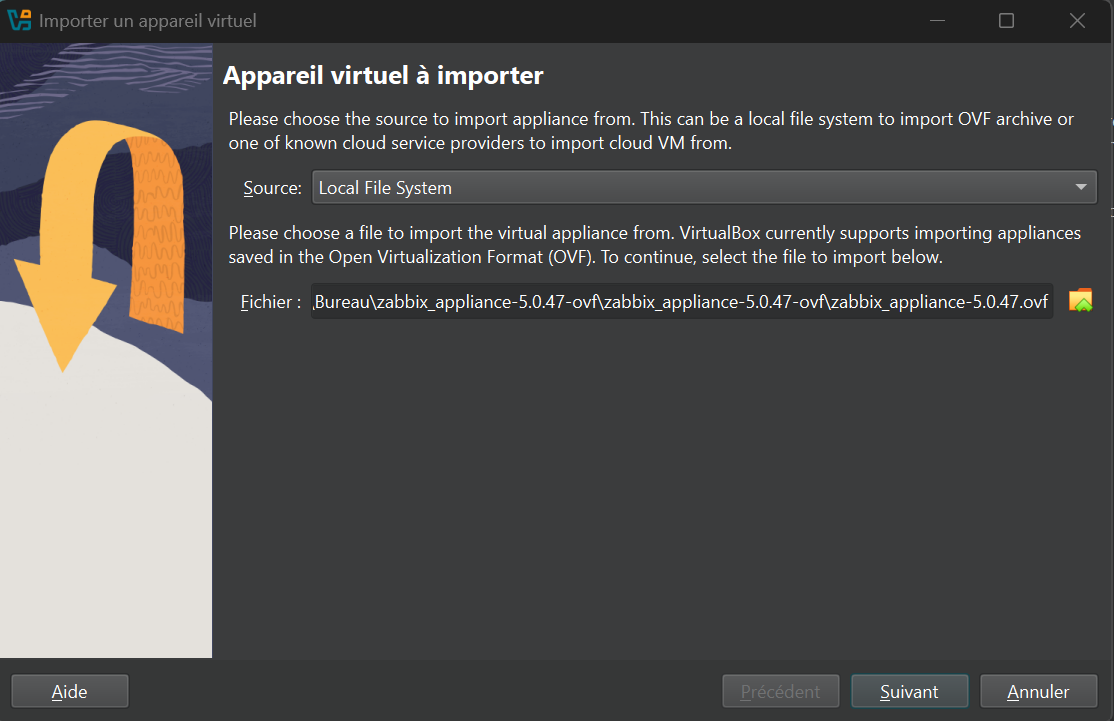 Importer un appareil virtuel
Appareil virtuel à importer
Please choose the source to import appliance from. This can be a local file system to import OVF archive or
one of known cloud service providers to import cloud VM from.
Source: Local File System
Please choose a file to import the virtual appliance from. VirtualBox currently supports importing appliances
saved in the Open Virtualization Format (OVF). To continue, select the file to import below.
Fichier : Bureau\zabbix_appliance-5.0.47-ovf\zabbix_appliance-5.0.47-ovf\zabbix_appliance-5.0.47.ovf
Aide Précédent Suivant Annuler